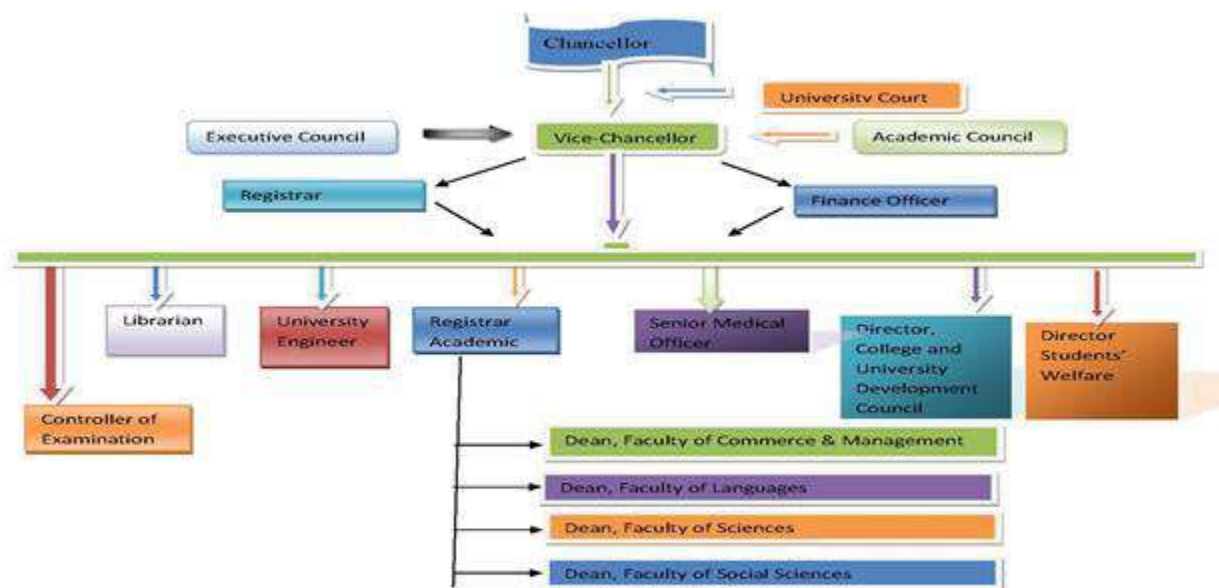 Chancellor
University Court
Executive Council
Vice-Chancellor
Academic Council
Registrar
Finance Officer
Librarian
University
Engineer
Registrar
Academic
Senior Medical
Officer
Director,
College and
University
Development
Council
Director
Students'
Welfare
Controller of
Examination
Dean, Faculty of Commerce & Management
Dean, Faculty of Languages
Dean, Faculty of Sciences
Dean, Faculty of Social Sciences